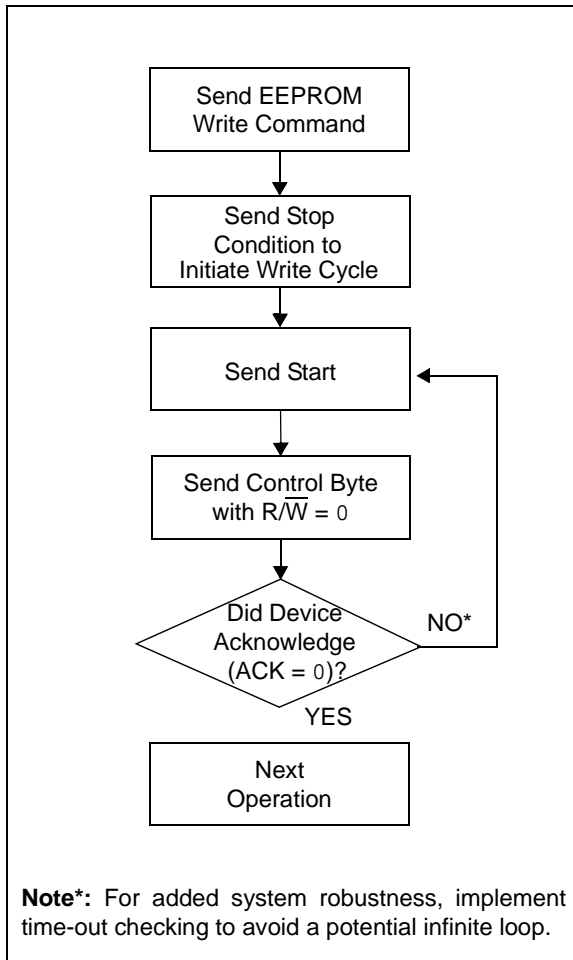 Send EEPROM
Write Command
Send Stop
Condition to
Initiate Write Cycle
Send Start
Send Control Byte
with R/W̅ = 0
Did Device
Acknowledge
(ACK = 0)?
NO*
YES
Next
Operation
Note*: For added system robustness, implement
time-out checking to avoid a potential infinite loop.